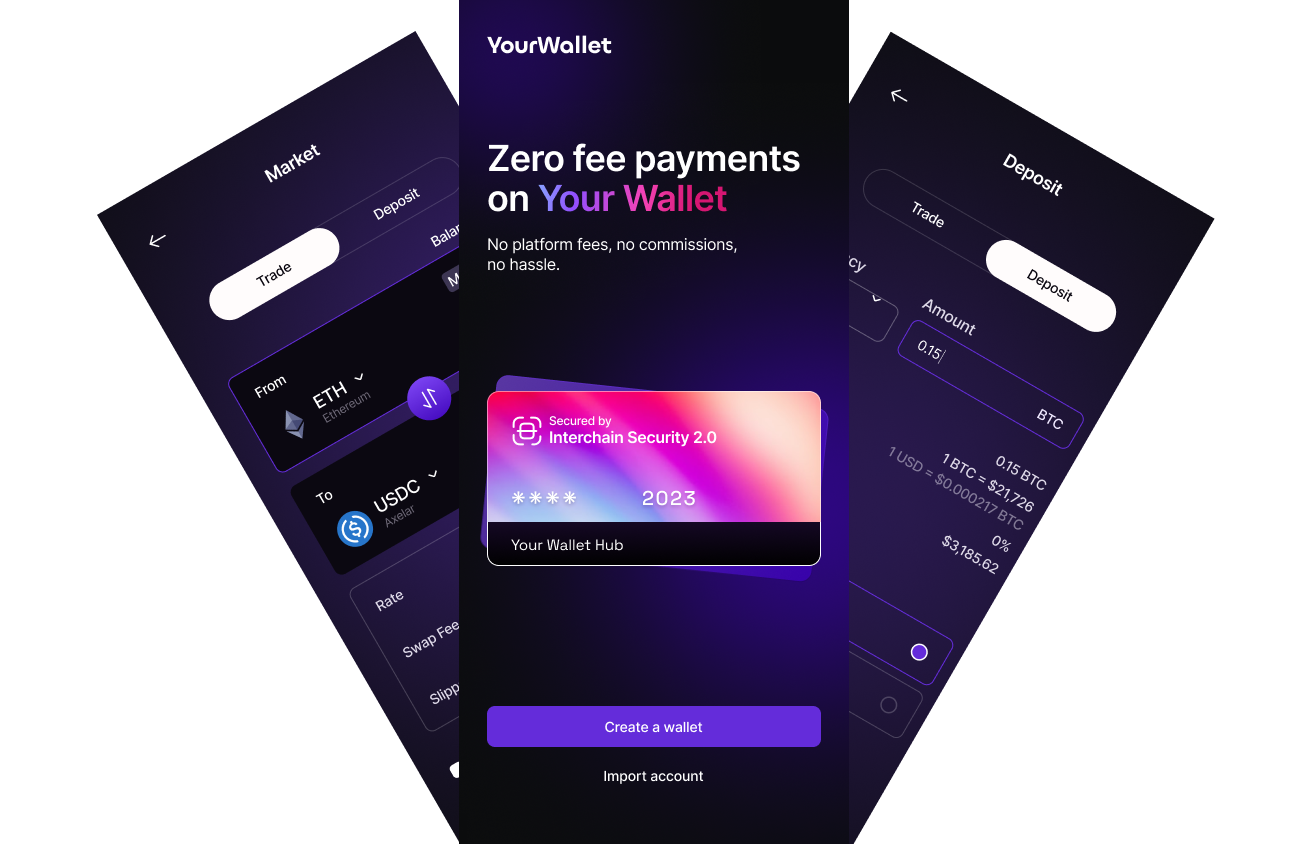 Market
Trade
Deposit
From
ETH
Ethereum
To
USDC
Axelar
Rate
Swap Fee
YourWallet
Zero fee payments
on Your Wallet
No platform fees, no commissions,
no hassle.
Secured by
Interchain Security 2.0
**** 2023
Your Wallet Hub
Create a wallet
Import account
Deposit
Trade
Deposit
Amount
0.15
BTC
0.15 BTC
1 BTC = $21,726
1 USD = $0.000217 BTC
0%
$3,185.62